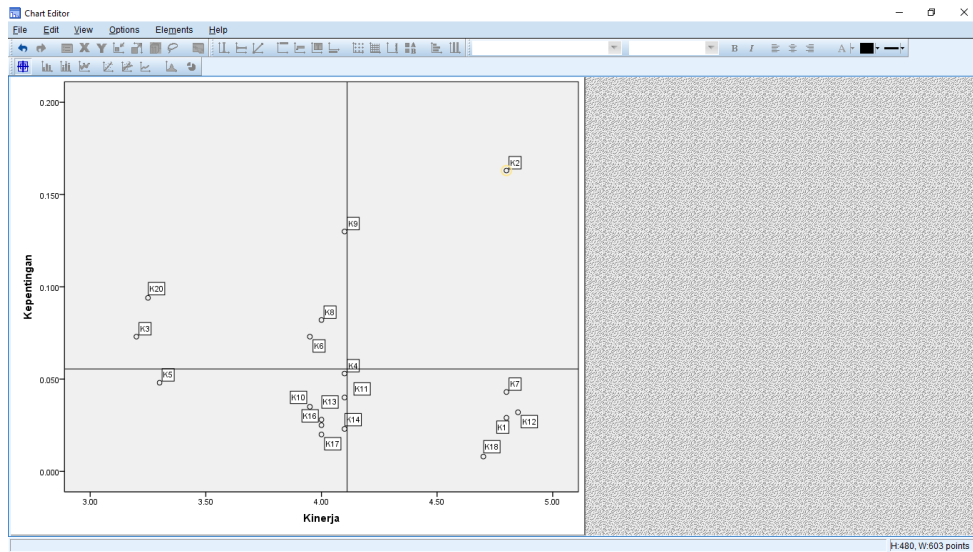 Chart Editor
File Edit View Options Elements Help
B I A
0.200
K2
0.150
K9
Kepentingan
0.100
K20
K8
K3
K6
K4
K5
0.050
K7
K11
K10
K13
K16
K14
K12
K1
K17
K18
0.000
3.00 3.50 4.00 4.50 5.00
Kinerja
H:480, W:603 points